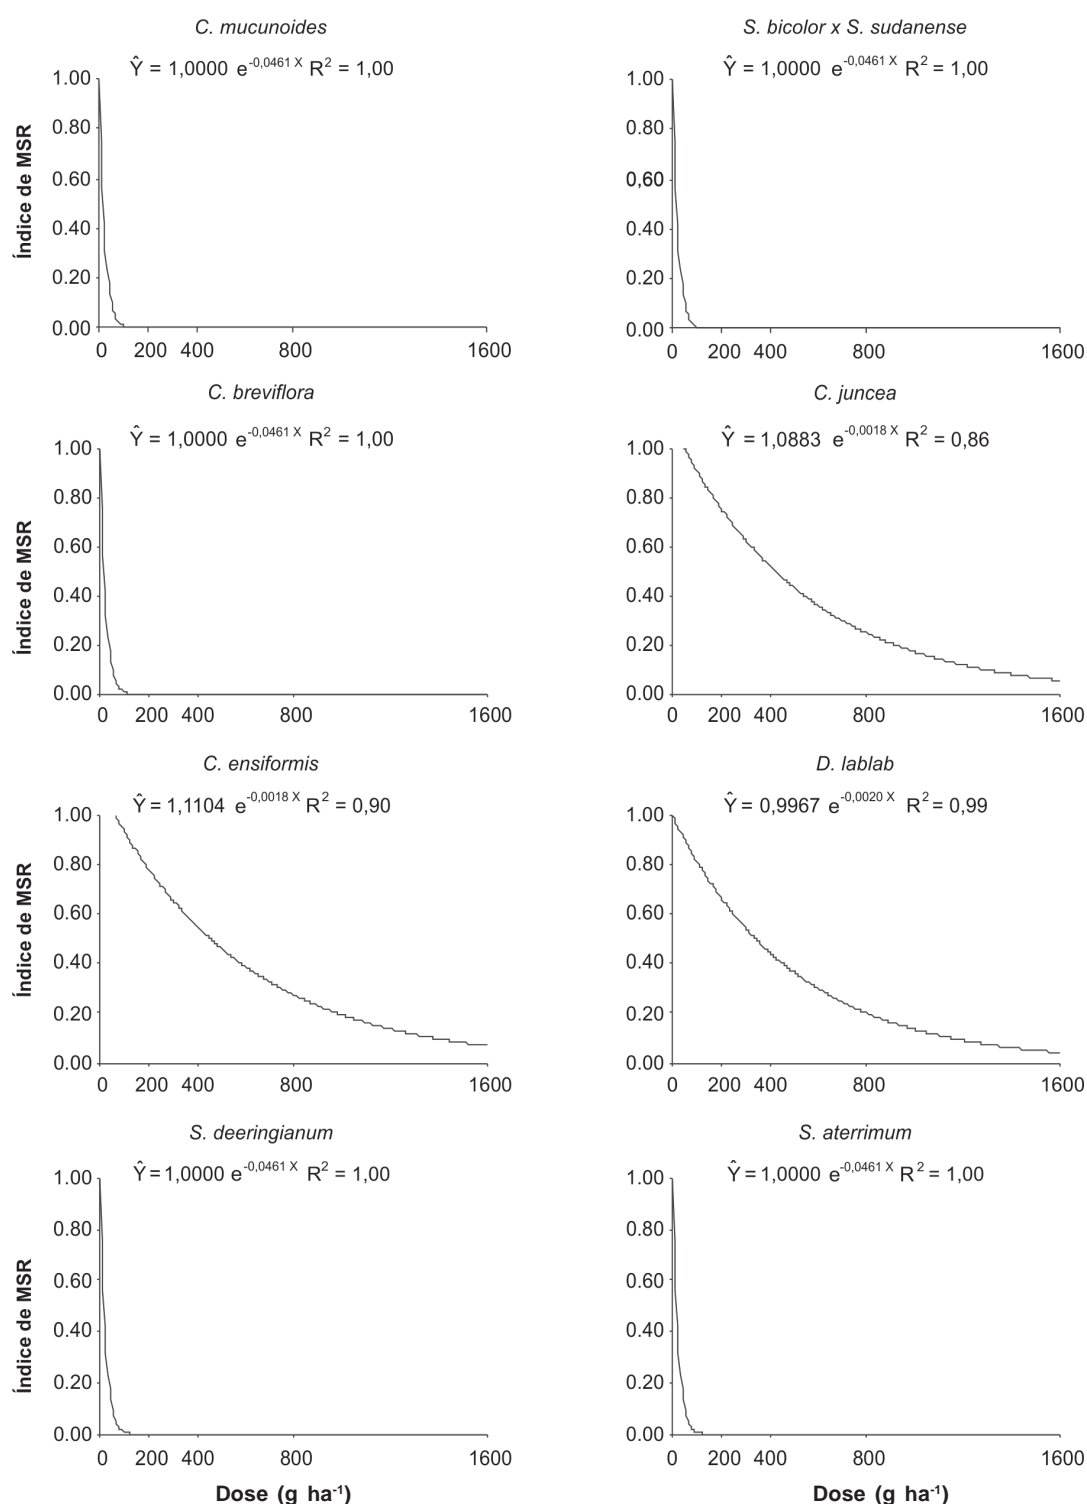 C. mucunoides
Ŷ = 1,0000 e-0,0461 X R2 = 1,00
Índice de MSR
1.00
0.80
0.60
0.40
0.20
0.00
0 200 400 800 1600
S. bicolor x S. sudanense
Ŷ = 1,0000 e-0,0461 X R2 = 1,00
1.00
0.80
0,60
0.40
0.20
0.00
0 200 400 800 1600
C. breviflora
Ŷ = 1,0000 e-0,0461 X R2 = 1,00
Índice de MSR
1.00
0.80
0.60
0.40
0.20
0.00
0 200 400 800 1600
C. juncea
Ŷ = 1,0883 e-0,0018 X R2 = 0,86
1.00
0.80
0.60
0.40
0.20
0.00
0 200 400 800 1600
C. ensiformis
Ŷ = 1,1104 e-0,0018 X R2 = 0,90
Índice de MSR
1.00
0.80
0.60
0.40
0.20
0.00
0 200 400 800 1600
D. lablab
Ŷ = 0,9967 e-0,0020 X R2 = 0,99
1.00
0.80
0.60
0.40
0.20
0.00
0 200 400 800 1600
S. deeringianum
Ŷ = 1,0000 e-0,0461 X R2 = 1,00
Índice de MSR
1.00
0.80
0.60
0.40
0.20
0.00
0 200 400 800 1600
Dose (g ha-1)
S. aterrimum
Ŷ = 1,0000 e-0,0461 X R2 = 1,00
1.00
0.80
0.60
0.40
0.20
0.00
0 200 400 800 1600
Dose (g ha-1)